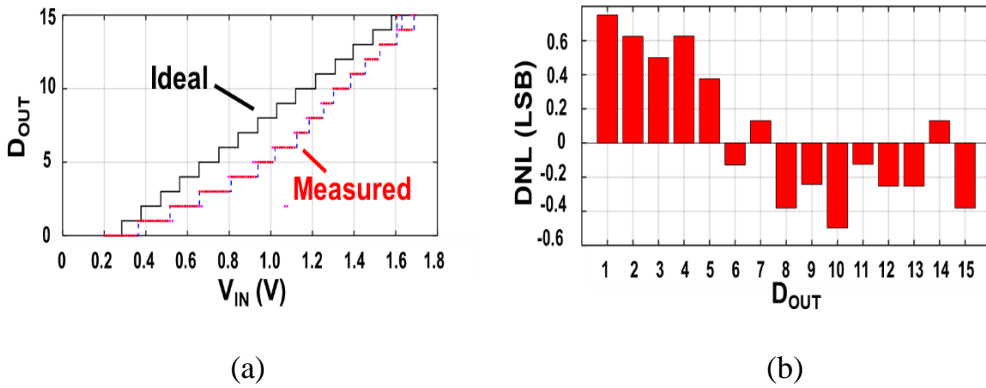 15
10
5
0
D_OUT
Ideal
Measured
0 0.2 0.4 0.6 0.8 1.0 1.2 1.4 1.6 1.8
V_IN (V)
(a)
0.6
0.4
0.2
0
-0.2
-0.4
-0.6
DNL (LSB)
1 2 3 4 5 6 7 8 9 10 11 12 13 14 15
D_OUT
(b)